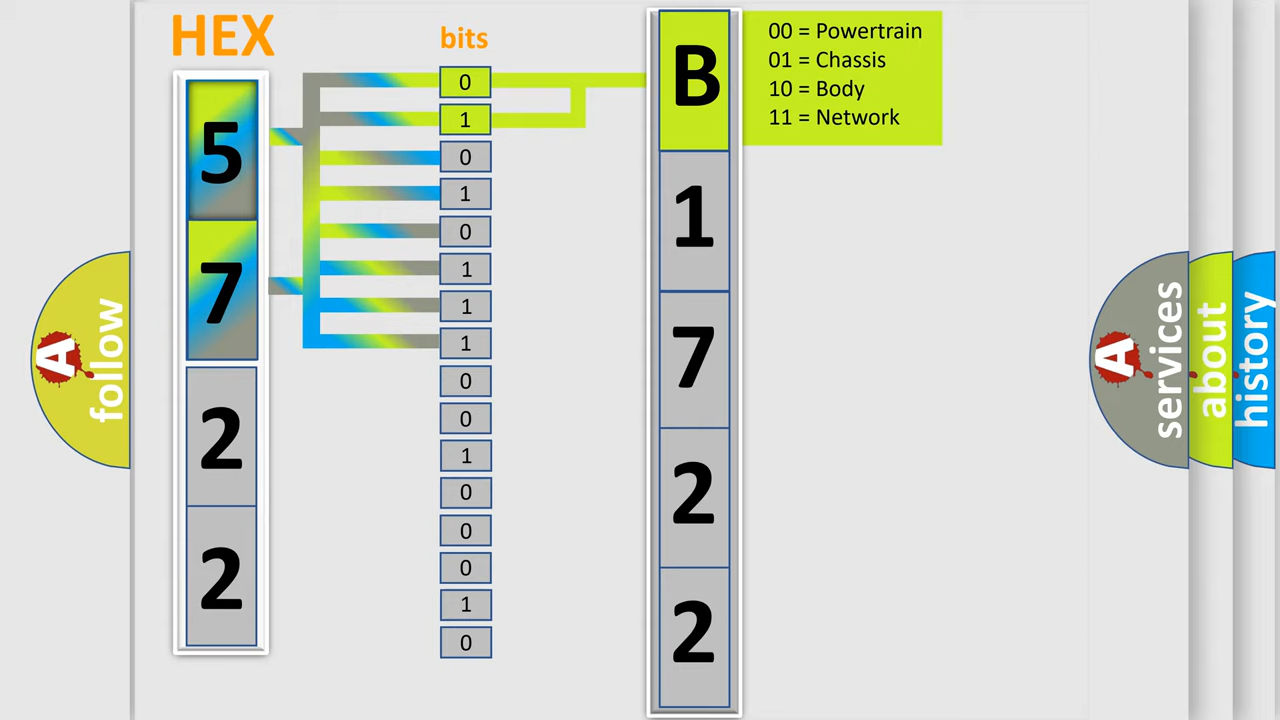 HEX
bits
5
7
2
2
0
1
0
1
0
1
1
1
0
0
1
0
0
0
1
0
B
1
7
2
2
00 = Powertrain
01 = Chassis
10 = Body
11 = Network
A
follow
A
services
about
history